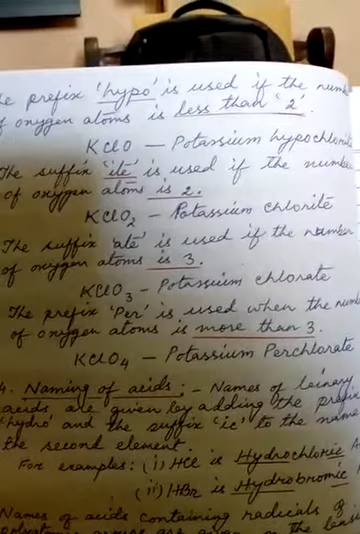 prefix 'hypo' is used if the
of oxygen atoms is less than '2'.
KClO – Potassium
The suffix 'ite' is used if the number
of oxygen atoms is 2.
KClO2 – Potassium chlorite
The suffix 'ate' is used if the number
of oxygen atoms is 3.
KClO3 – Potassium chlorate
The prefix 'Per' is used when the
of oxygen atoms is more than 3.
KClO4 – Potassium Perchlorate
4. Naming of acids :- Names of binary
acids are given by adding the prefix
'hydro' and the suffix 'ic' to the name
the second element
For examples: (i) HCl is Hydrochloric
(ii) HBr is Hydrobromic
Names of acids containing radicals of